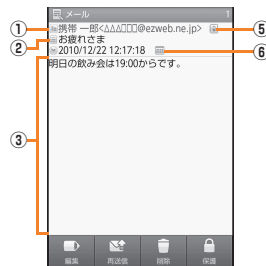 メール 1
① 携帯 一郎<△△△□□□@ezweb.ne.jp> ⑤
② お疲れさま
2010/12/22 12:17:18 ⑥
明日の飲み会は19:00からです。
③
編集 再送信 削除 保護